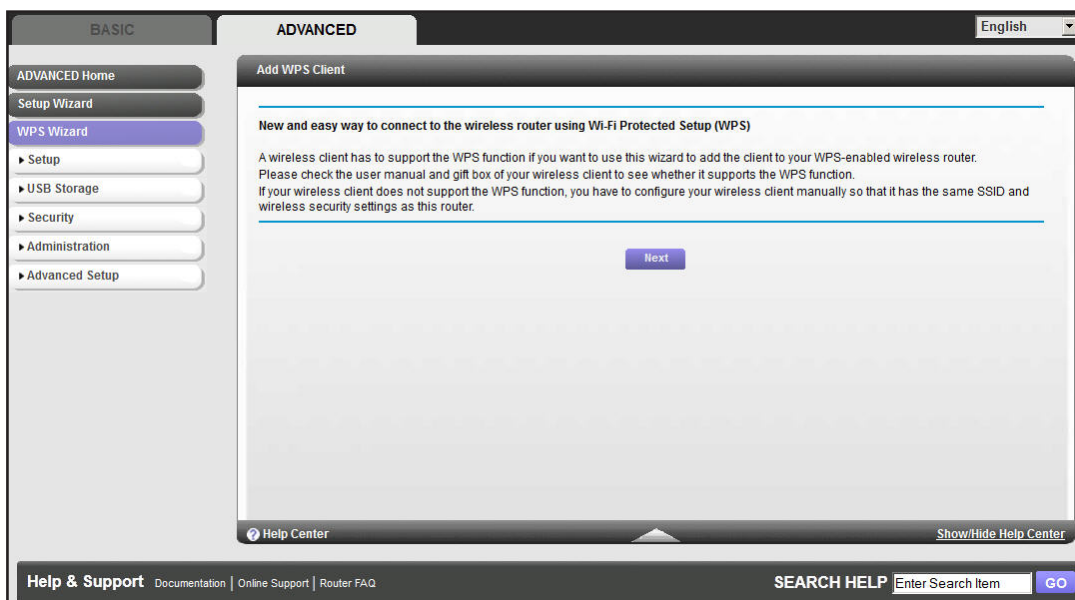 BASIC
ADVANCED
English
ADVANCED Home
Setup Wizard
WPS Wizard
Setup
USB Storage
Security
Administration
Advanced Setup
Add WPS Client
New and easy way to connect to the wireless router using Wi-Fi Protected Setup (WPS)
A wireless client has to support the WPS function if you want to use this wizard to add the client to your WPS-enabled wireless router.
Please check the user manual and gift box of your wireless client to see whether it supports the WPS function.
If your wireless client does not support the WPS function, you have to configure your wireless client manually so that it has the same SSID and
wireless security settings as this router.
Next
Help Center
Show/Hide Help Center
Help & Support Documentation | Online Support | Router FAQ
SEARCH HELP Enter Search Item GO